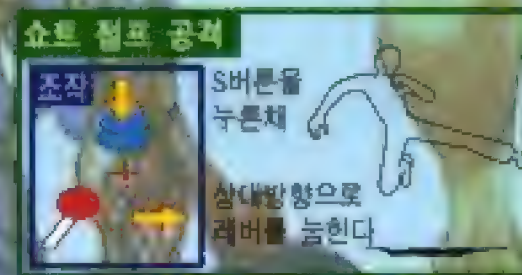 쇼트 점프 공격
조작
S버튼을
누른채
상대방향으로
레버를 눕힌다